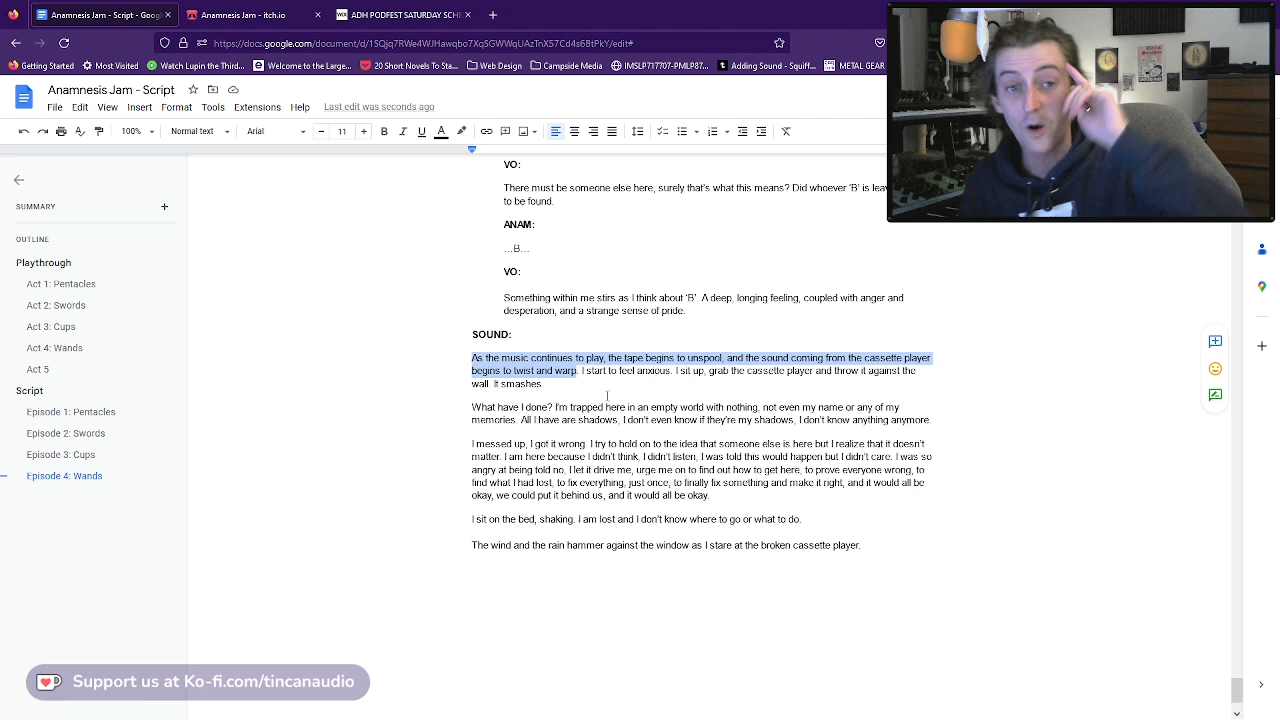 Anamnesis Jam - Script - Goog
Anamnesis Jam - itch.io
WIX ADH PODFEST SATURDAY SCHE
https://docs.google.com/document/d/1SQjq7RWe4WJHawqbo7XqSGWWqUAzTnXS7Cd4s6BtPkY/edit#
Getting Started
Most Visited
Watch Lupin the Third...
Welcome to the Large...
20 Short Novels To S...
Web Design
Campside Media
IMSLP717707-PMLP87...
Adding Sound - Squiff...
METAL GEAR
Anamnesis Jam - Script
File Edit View Insert Format Tools Extensions Help Last edit was seconds ago
100% Normal text Arial 11
SUMMARY
OUTLINE
Playthrough
Act 1: Pentacles
Act 2: Swords
Act 3: Cups
Act 4: Wands
Act 5
Script
Episode 1: Pentacles
Episode 2: Swords
Episode 3: Cups
Episode 4: Wands
VO:
There must be someone else here, surely that's what this means? Did whoever 'B' is
to be found.
ANAM:
…B…
VO:
Something within me stirs as I think about 'B'. A deep, longing feeling, coupled with anger and
desperation, and a strange sense of pride.
SOUND:
As the music continues to play, the tape begins to unspool, and the sound coming from the cassette player
begins to twist and warp. I start to feel anxious. I sit up, grab the cassette player and throw it against the
wall. It smashes.
What have I done? I'm trapped here in an empty world with nothing, not even my name or any of my
memories. All I have are shadows, I don't even know if they're my shadows, I don't know anything anymore.
I messed up, I got it wrong. I try to hold on to the idea that someone else is here but I realize that it doesn't
matter. I am here because I didn't think, I didn't listen, I was told this would happen but I didn't care. I was so
angry at being told no, I let it drive me, urge me on to find out how to get here, to prove everyone wrong, to
find what I had lost, to fix everything, just once, to finally fix something and make it right, and it would all be
okay, we could put it behind us, and it would all be okay.
I sit on the bed, shaking. I am lost and I don't know where to go or what to do.
The wind and the rain hammer against the window as I stare at the broken cassette player.
Support us at Ko-fi.com/tincanaudio